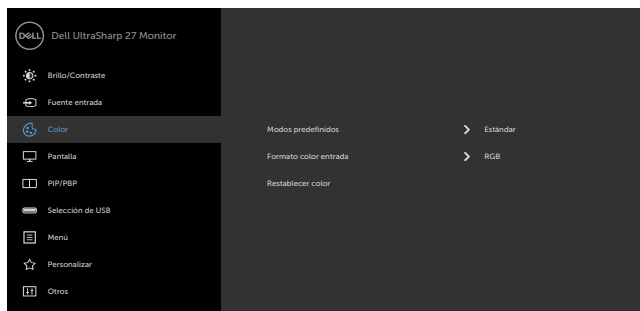 DELL Dell UltraSharp 27 Monitor
Brillo/Contraste
Fuente entrada
Color
Modos predefinidos
Estándar
Pantalla
Formato color entrada
RGB
PIP/PBP
Restablecer color
Selección de USB
Menú
Personalizar
Otros